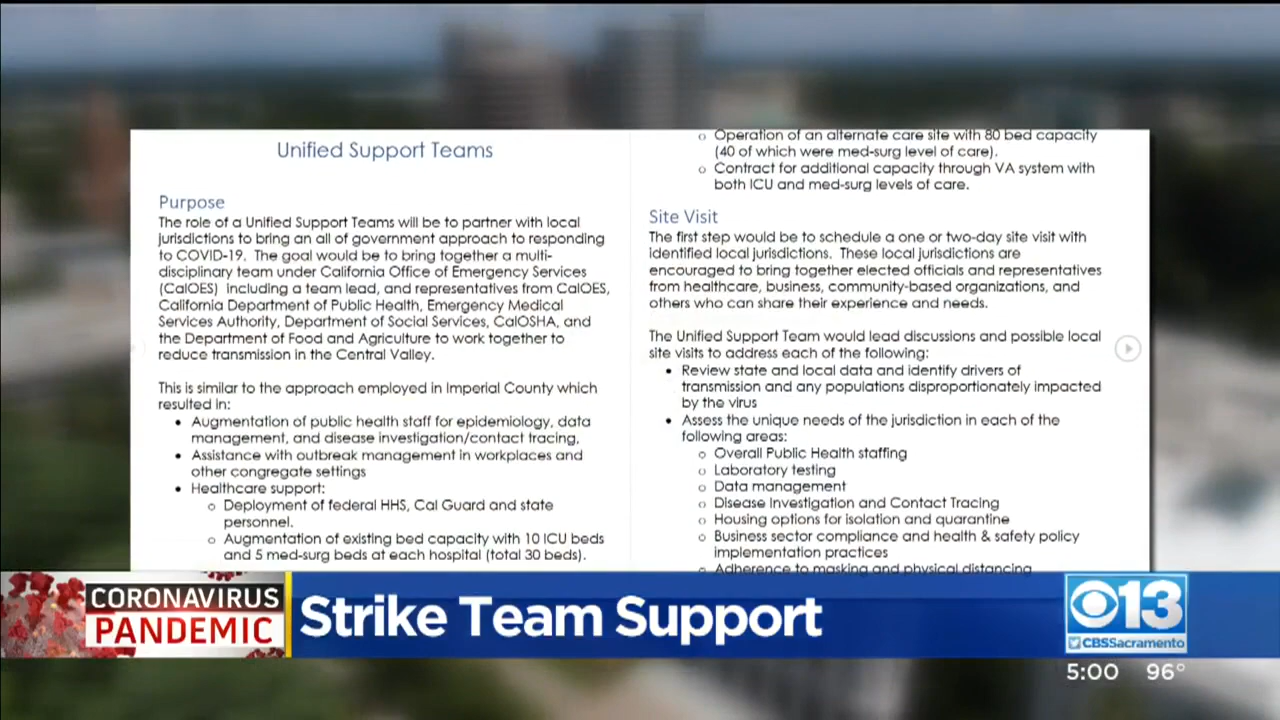 Unified Support Teams
Purpose
The role of a Unified Support Teams will be to partner with local
jurisdictions to bring an all of government approach to responding
to COVID-19. The goal would be to bring together a multi-
disciplinary team under California Office of Emergency Services
(CalOES) including a team lead, and representatives from CalOES,
California Department of Public Health, Emergency Medical
Services Authority, Department of Social Services, CalOSHA, and
the Department of Food and Agriculture to work together to
reduce transmission in the Central Valley.
This is similar to the approach employed in Imperial County which
resulted in:
• Augmentation of public health staff for epidemiology, data
management, and disease investigation/contact tracing,
• Assistance with outbreak management in workplaces and
other congregate settings
• Healthcare support:
o Deployment of federal HHS, Cal Guard and state
personnel.
o Augmentation of existing bed capacity with 10 ICU beds
and 5 med-surg beds at each hospital (total 30 beds).
o Operation of an alternate care site with 80 bed capacity
(40 of which were med-surg level of care).
o Contract for additional capacity through VA system with
both ICU and med-surg levels of care.
Site Visit
The first step would be to schedule a one or two-day site visit with
identified local jurisdictions. These local jurisdictions are
encouraged to bring together elected officials and representatives
from healthcare, business, community-based organizations, and
others who can share their experience and needs.
The Unified Support Team would lead discussions and possible local
site visits to address each of the following:
• Review state and local data and identify drivers of
transmission and any populations disproportionately impacted
by the virus
• Assess the unique needs of the jurisdiction in each of the
following areas:
o Overall Public Health staffing
o Laboratory testing
o Data management
o Disease Investigation and Contact Tracing
o Housing options for isolation and quarantine
o Business sector compliance and health & safety policy
implementation practices
o Adherence to masking and physical distancing
CORONAVIRUS
PANDEMIC
Strike Team Support
13
CBSSacramento
5:00 96°